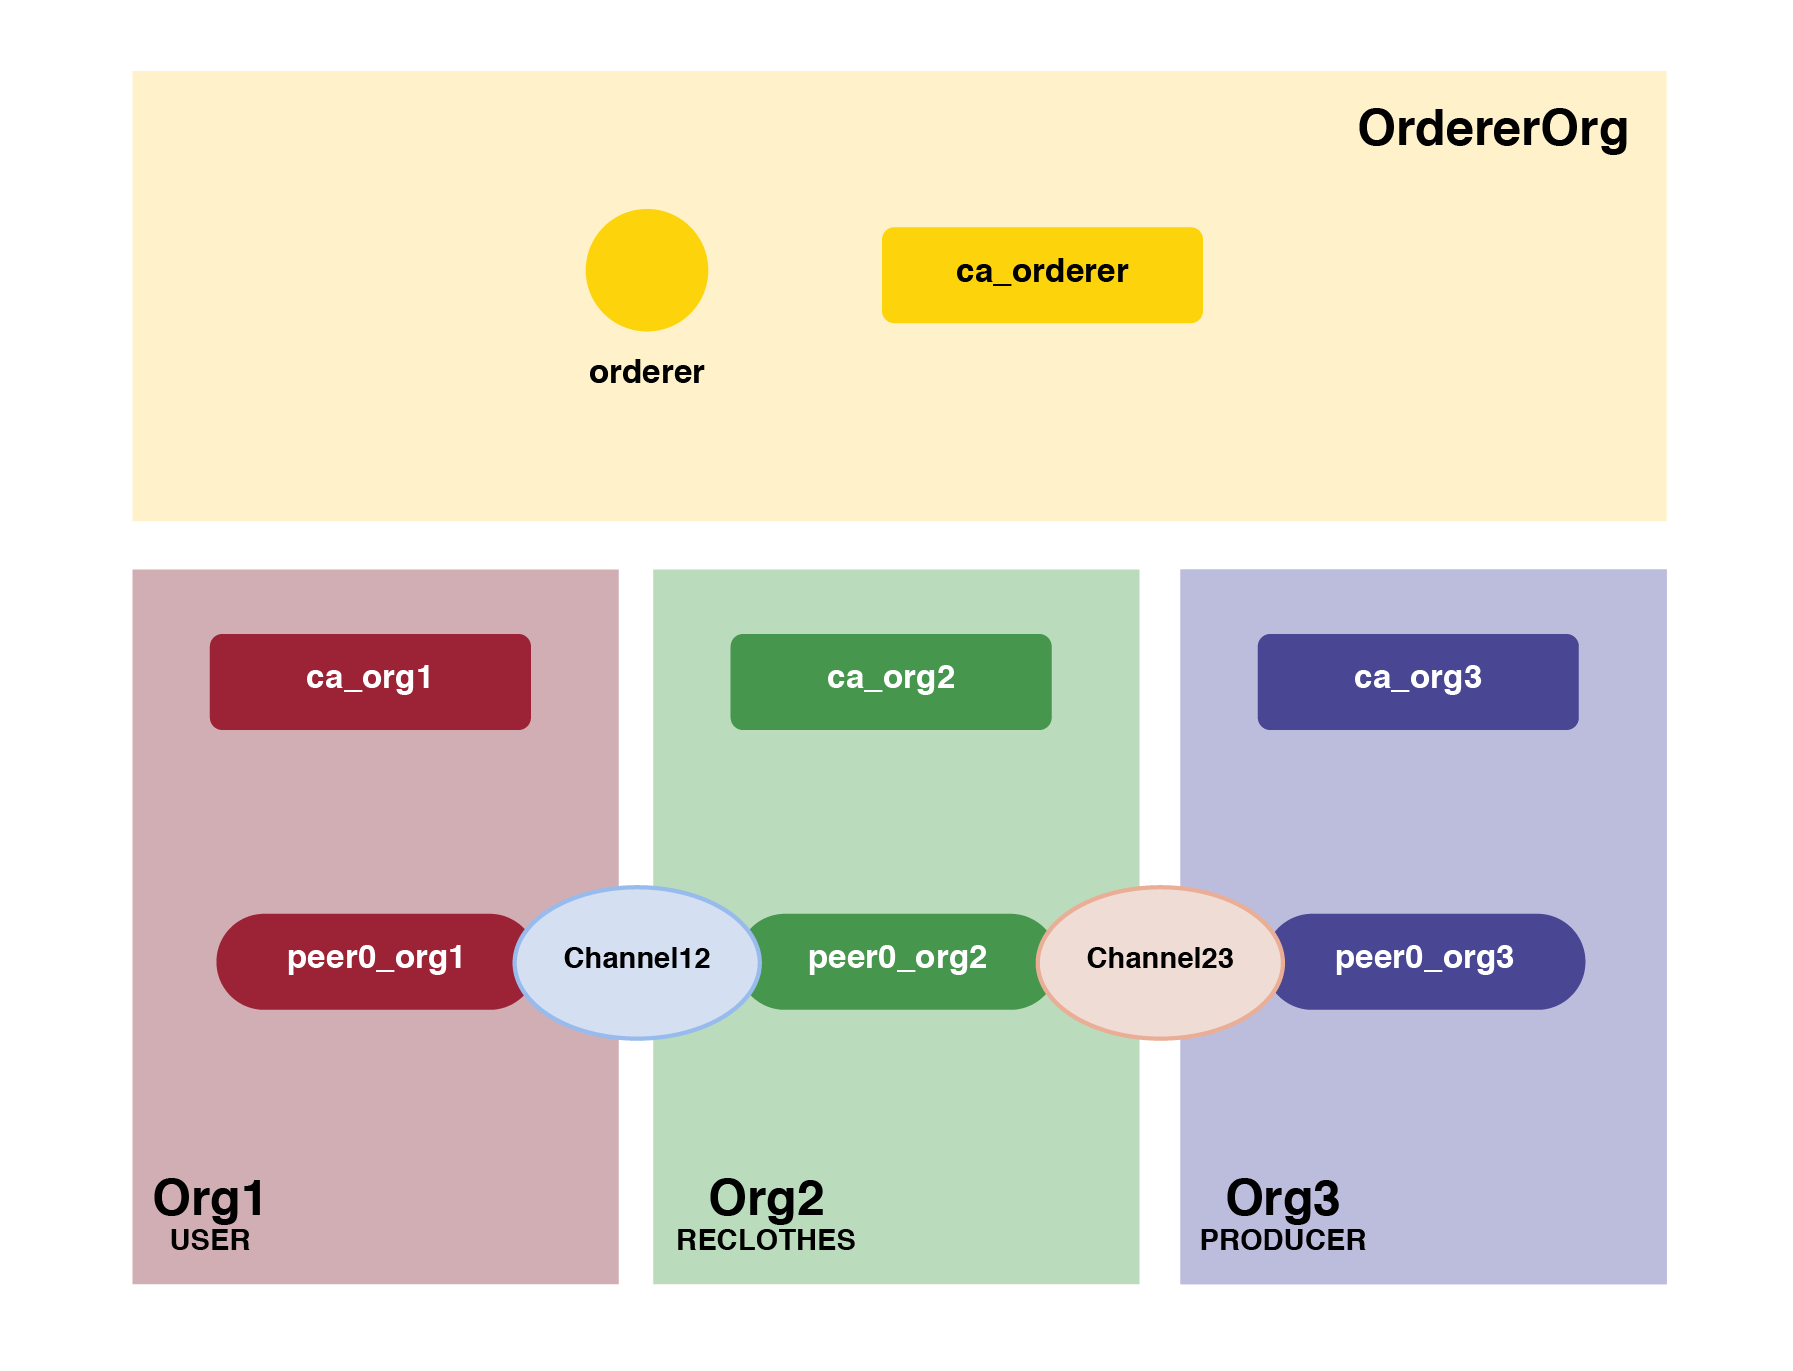 OrdererOrg
ca_orderer
orderer
ca_org1
ca_org2
ca_org3
peer0_org1
Channel12
peer0_org2
Channel23
peer0_org3
Org1
USER
Org2
RECLOTHES
Org3
PRODUCER